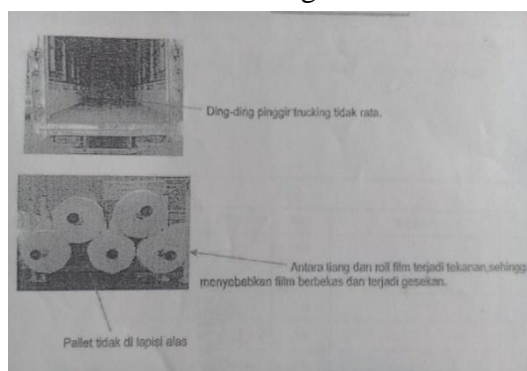 Ding-ding pinggir trucking tidak rata.
Antara tiang dan roll film terjadi tekanan,sehingg
menyebabken film berbekas dan terjadi gesekan.
Pallet tidak di lapisi alas